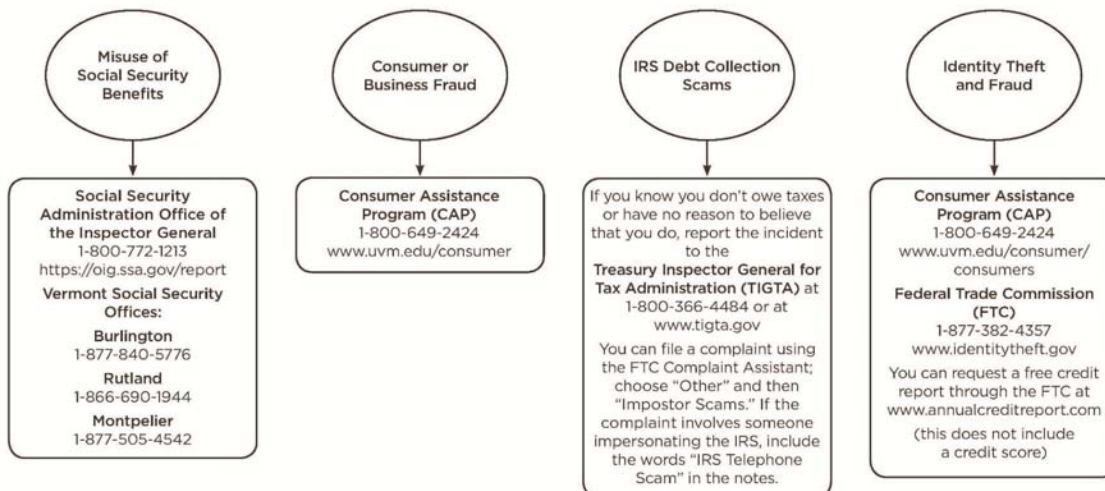 Misuse of
Social Security
Benefits
Social Security
Administration Office of
the Inspector General
1-800-772-1213
https://oig.ssa.gov/report
Vermont Social Security
Offices:
Burlington
1-877-840-5776
Rutland
1-866-690-1944
Montpelier
1-877-505-4542
Consumer or
Business Fraud
Consumer Assistance
Program (CAP)
1-800-649-2424
www.uvm.edu/consumer
IRS Debt Collection
Scams
If you know you don't owe taxes
or have no reason to believe
that you do, report the incident
to the
Treasury Inspector General for
Tax Administration (TIGTA) at
1-800-366-4484 or at
www.tigta.gov
You can file a complaint using
the FTC Complaint Assistant;
choose “Other” and then
“Impostor Scams.” If the
complaint involves someone
impersonating the IRS, include
the words “IRS Telephone
Scam” in the notes.
Identity Theft
and Fraud
Consumer Assistance
Program (CAP)
1-800-649-2424
www.uvm.edu/consumer/
consumers
Federal Trade Commission
(FTC)
1-877-382-4357
www.identitytheft.gov
You can request a free credit
report through the FTC at
www.annualcreditreport.com
(this does not include
a credit score)